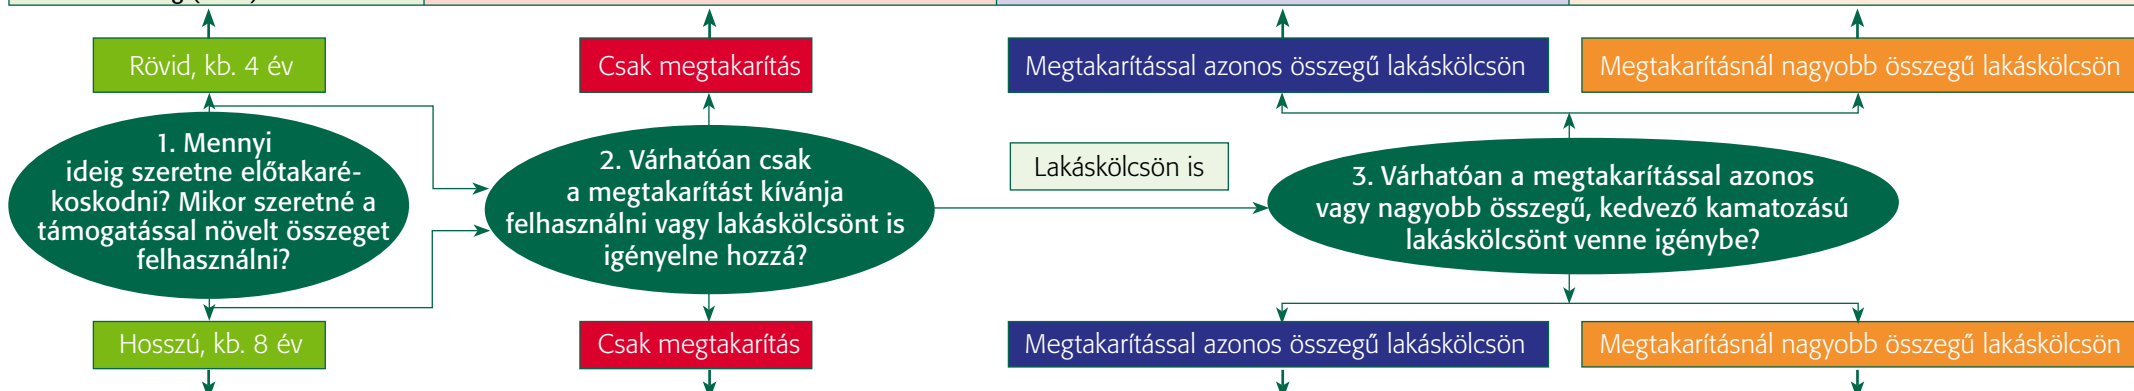 Rövid, kb. 4 év
Csak megtakarítás
Megtakarítással azonos összegű lakáskölcsön
Megtakarításnál nagyobb összegű lakáskölcsön
1. Mennyi
ideig szeretne előtakaré-
koskodni? Mikor szeretné a
támogatással növelt összeget
felhasználni?
2. Várhatóan csak
a megtakarítást kívánja
felhasználni vagy lakáskölcsönt is
igényelne hozzá?
Lakáskölcsön is
3. Várhatóan a megtakarítással azonos
vagy nagyobb összegű, kedvező kamatozású
lakáskölcsönt venne igénybe?
Hosszú, kb. 8 év
Csak megtakarítás
Megtakarítással azonos összegű lakáskölcsön
Megtakarításnál nagyobb összegű lakáskölcsön